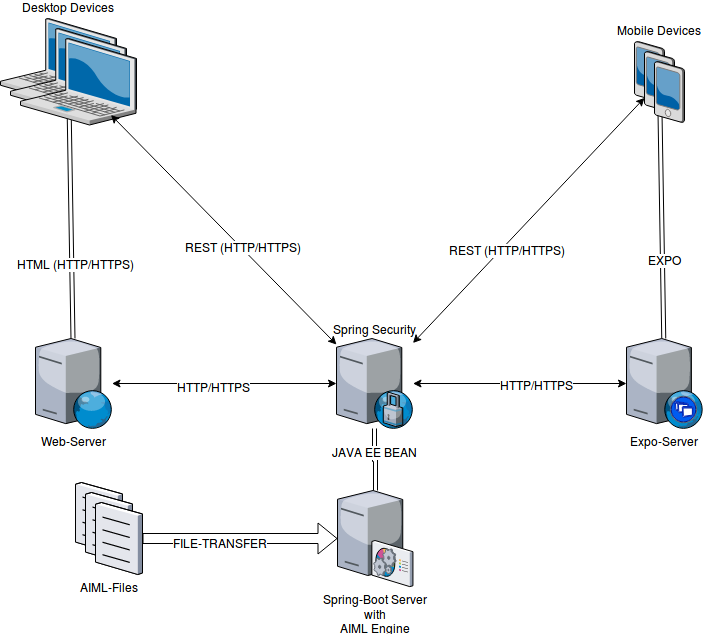 Desktop Devices
Mobile Devices
REST (HTTP/HTTPS)
REST (HTTP/HTTPS)
HTML (HTTP/HTTPS)
EXPO
Spring Security
HTTP/HTTPS
HTTP/HTTPS
Web-Server
Expo-Server
JAVA EE BEAN
FILE-TRANSFER
AIML-Files
Spring-Boot Server
with
AIML Engine